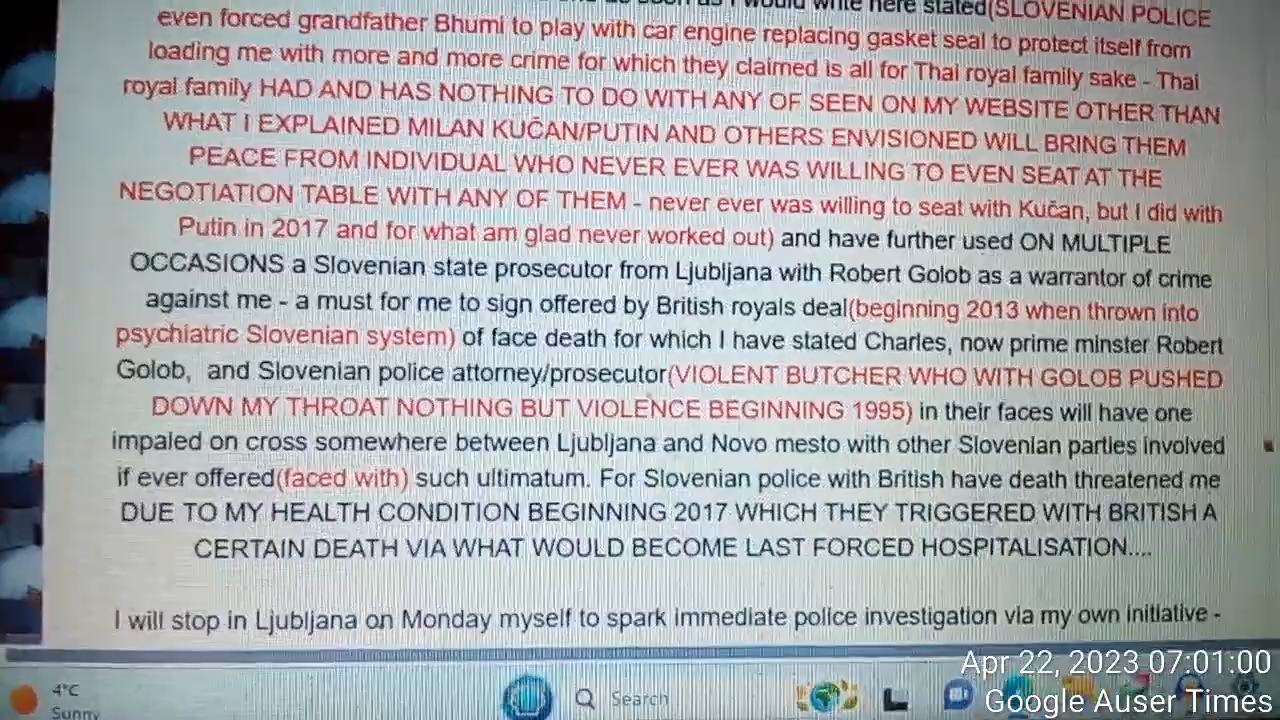 would write here stated(SLOVENIAN POLICE
even forced grandfather Bhumi to play with car engine replacing gasket seal to protect itself from
loading me with more and more crime for which they claimed is all for Thai royal family sake - Thai
royal family HAD AND HAS NOTHING TO DO WITH ANY OF SEEN ON MY WEBSITE OTHER THAN
WHAT I EXPLAINED MILAN KUČAN/PUTIN AND OTHERS ENVISIONED WILL BRING THEM
PEACE FROM INDIVIDUAL WHO NEVER EVER WAS WILLING TO EVEN SEAT AT THE
NEGOTIATION TABLE WITH ANY OF THEM - never ever was willing to seat with Kučan, but I did with
Putin in 2017 and for what am glad never worked out) and have further used ON MULTIPLE
OCCASIONS a Slovenian state prosecutor from Ljubljana with Robert Golob as a warrantor of crime
against me - a must for me to sign offered by British royals deal(beginning 2013 when thrown into
psychiatric Slovenian system) of face death for which I have stated Charles, now prime minster Robert
Golob, and Slovenian police attorney/prosecutor(VIOLENT BUTCHER WHO WITH GOLOB PUSHED
DOWN MY THROAT NOTHING BUT VIOLENCE BEGINNING 1995) in their faces will have one
impaled on cross somewhere between Ljubljana and Novo mesto with other Slovenian parties involved
if ever offered(faced with) such ultimatum. For Slovenian police with British have death threatened me
DUE TO MY HEALTH CONDITION BEGINNING 2017 WHICH THEY TRIGGERED WITH BRITISH A
CERTAIN DEATH VIA WHAT WOULD BECOME LAST FORCED HOSPITALISATION....
I will stop in Ljubljana on Monday myself to spark immediate police investigation via my own initiative -
4°C
Sunny
Search
Apr 22, 2023 07:01:00
Google Auser Times